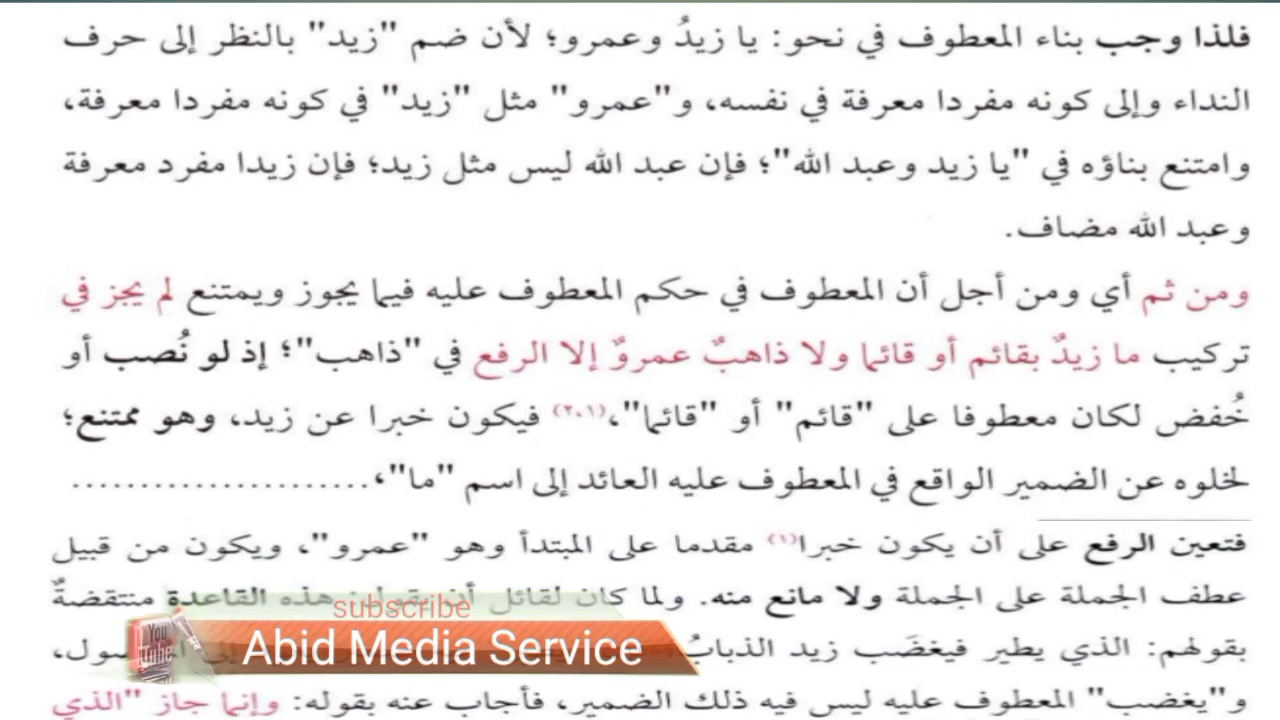 فلذا وجب بناء المعطوف في نحو: يا زيدُ وعمرو؛ لأن ضم "زيد" بالنظر إلى حرف
النداء وإلى كونه مفردا معرفة في نفسه، و"عمرو" مثل "زيد" في كونه مفردا معرفة،
وامتنع بناؤه في "يا زيد وعبد الله"؛ فإن عبد الله ليس مثل زيد؛ فإن زيدا مفرد معرفة
وعبد الله مضاف.
ومن ثم أي ومن أجل أن المعطوف في حكم المعطوف عليه فيما يجوز ويمتنع لم يجز في
تركيب ما زيدٌ بقائم أو قائما ولا ذاهبٌ عمروٌ إلا الرفع في "ذاهب"؛ إذ لو نُصب أو
خُفض لكان معطوفا على "قائم" أو "قائما"،(٢٠١) فيكون خبرا عن زيد، وهو ممتنع؛
لخلوه عن الضمير الواقع في المعطوف عليه العائد إلى اسم "ما"،......................
فتعين الرفع على أن يكون خبرا(١) مقدما على المبتدأ وهو "عمرو"، ويكون من قبيل
عطف الجملة على الجملة ولا مانع منه. ولما كان لقائل أن يقول: هذه القاعدة منتقضةٌ
subscribe
بقولهم: الذي يطير فيغضَب زيد الذبابُ
You Tube
Abid Media Service
و"يغضب" المعطوف عليه ليس فيه ذلك الضمير، فأجاب عنه بقوله: وإنما جاز "الذي